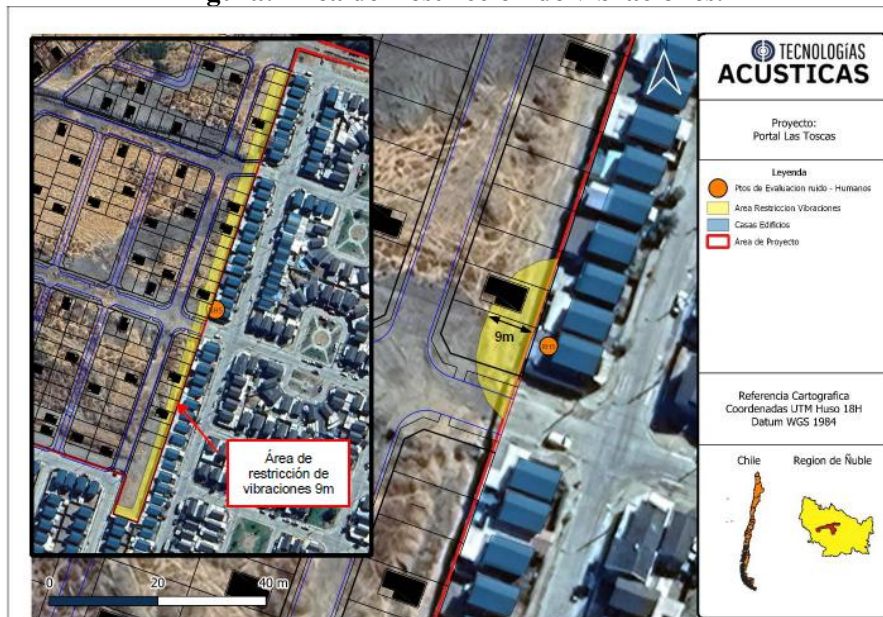 TECNOLOGÍAS
ACUSTICAS
Proyecto:
Portal Las Toscas
Leyenda
Ptos de Evaluacion ruido - Humanos
Area Restriccion Vibraciones
Casas Edificios
Area de Proyecto
9m
Área de
restricción de
vibraciones 9m
0 20 40 m
Referencia Cartografica
Coordenadas UTM Huso 18H
Datum WGS 1984
Chile Region de Ñuble